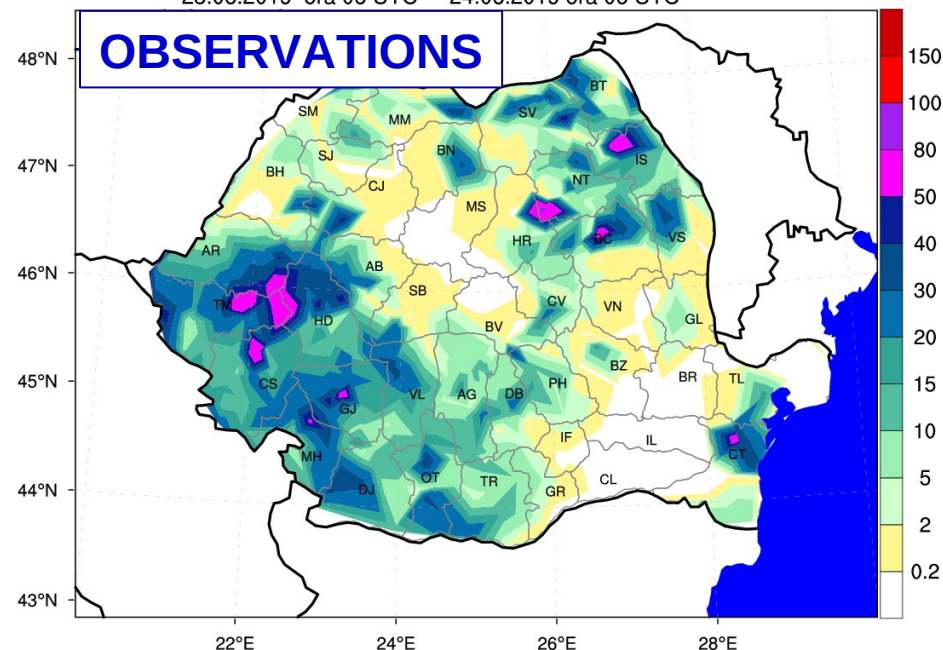 OBSERVATIONS
48°N
47°N
46°N
45°N
44°N
43°N
22°E
24°E
26°E
28°E
150
100
80
50
40
30
20
15
10
5
2
0.2
BT
SM
MM
SV
SJ
BN
IS
BH
CJ
NT
MS
HR
BC
VS
AR
AB
SB
TM
HD
CV
VN
BV
GL
CS
BZ
GJ
VL
AG
DB
PH
BR
TL
MH
IF
IL
CT
DJ
OT
TR
GR
CL